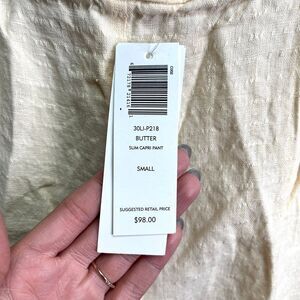 30LI-P218
BUTTER
SLIM CAPRI PANT
SMALL
SUGGESTED RETAIL PRICE
$98.00